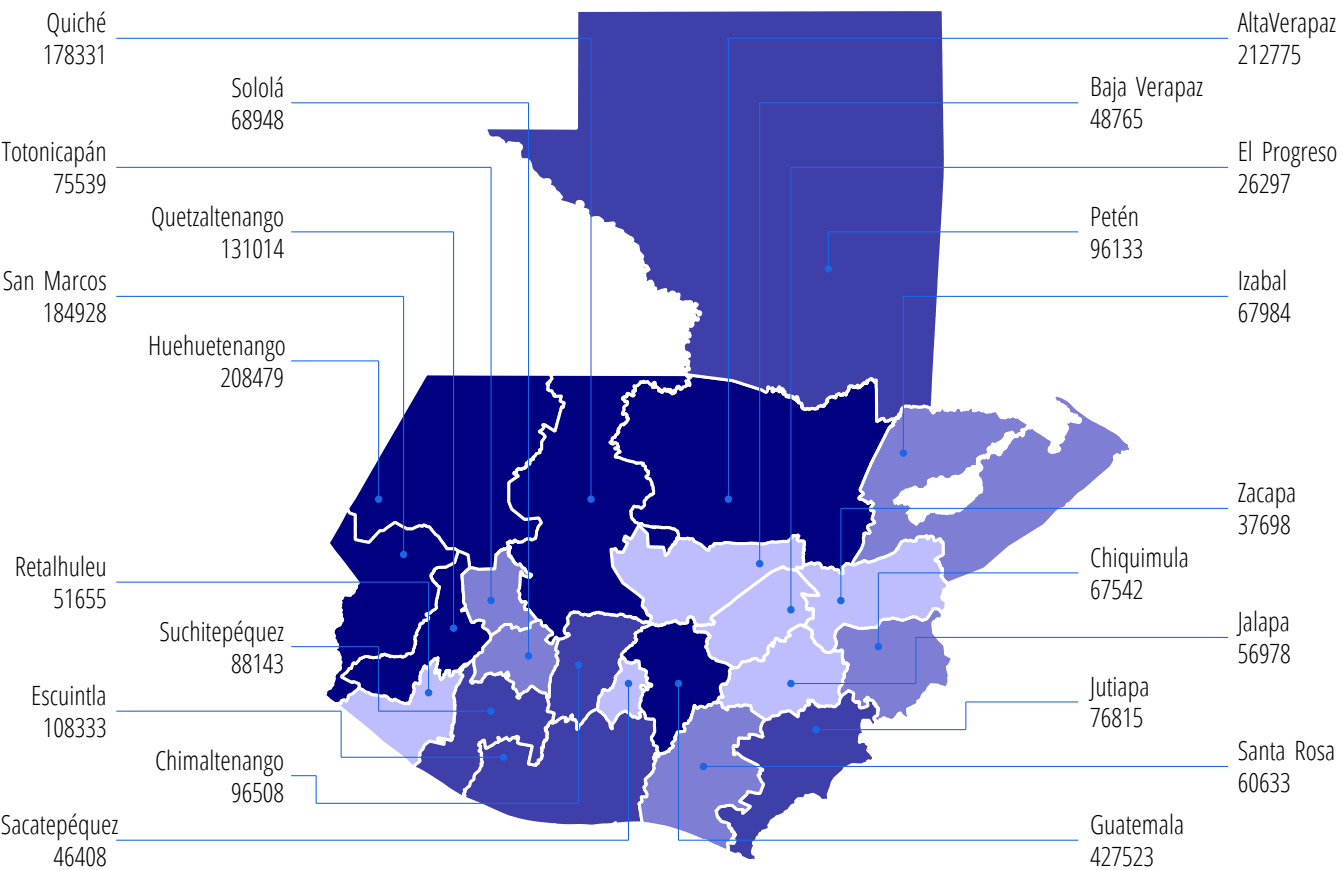 Quiché
178331
Sololá
68948
Totonicapán
75539
Quetzaltenango
131014
San Marcos
184928
Huehuetenango
208479
Retalhuleu
51655
Suchitepéquez
88143
Escuintla
108333
Chimaltenango
96508
Sacatepéquez
46408
AltaVerapaz
212775
Baja Verapaz
48765
El Progreso
26297
Petén
96133
Izabal
67984
Zacapa
37698
Chiquimula
67542
Jalapa
56978
Jutiapa
76815
Santa Rosa
60633
Guatemala
427523